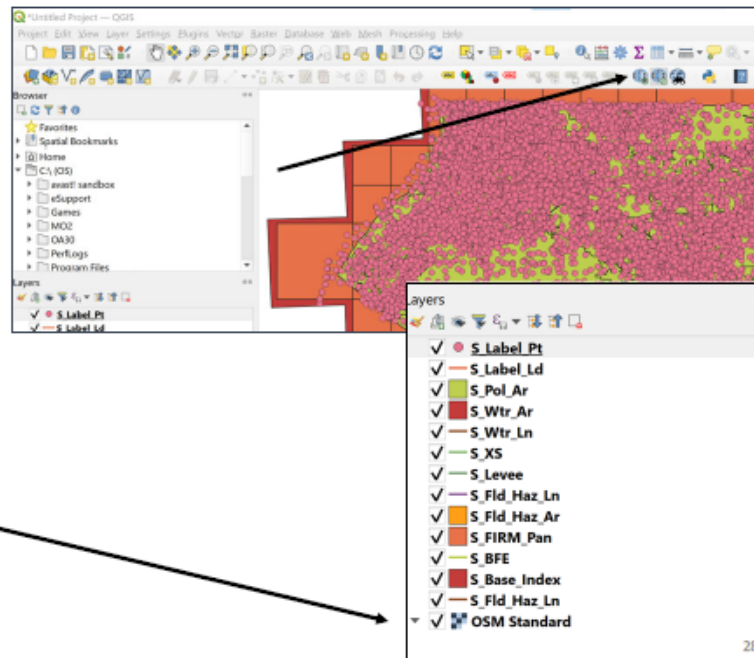 *Untitled Project — QGIS
Project Edit View Layer Settings Plugins Vector Raster Database Web Mesh Processing Help
Browser
Favorites
Spatial Bookmarks
Home
C:\ (OS)
avast! sandbox
eSupport
Games
MO2
OA30
PerfLogs
Program Files
Layers
S_Label_Pt
S_Label_Ld
Layers
S_Label_Pt
S_Label_Ld
S_Pol_Ar
S_Wtr_Ar
S_Wtr_Ln
S_XS
S_Levee
S_Fld_Haz_Ln
S_Fld_Haz_Ar
S_FIRM_Pan
S_BFE
S_Base_Index
S_Fld_Haz_Ln
OSM Standard